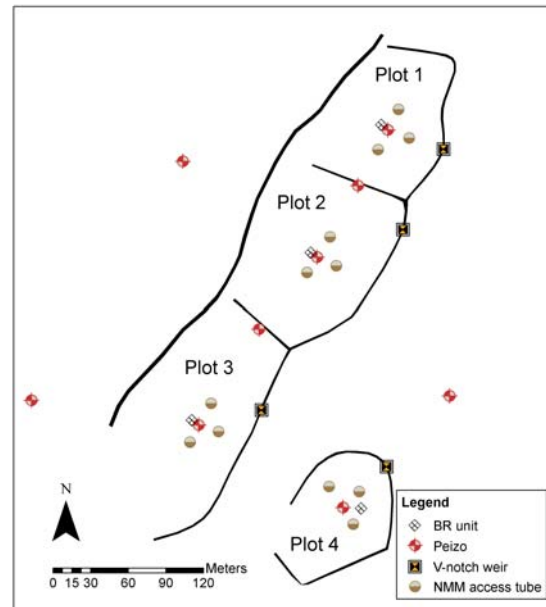 Plot 1
Plot 2
Plot 3
Plot 4
N
Meters
0 15 30 60 90 120
Legend
BR unit
Peizo
V-notch weir
NMM access tube